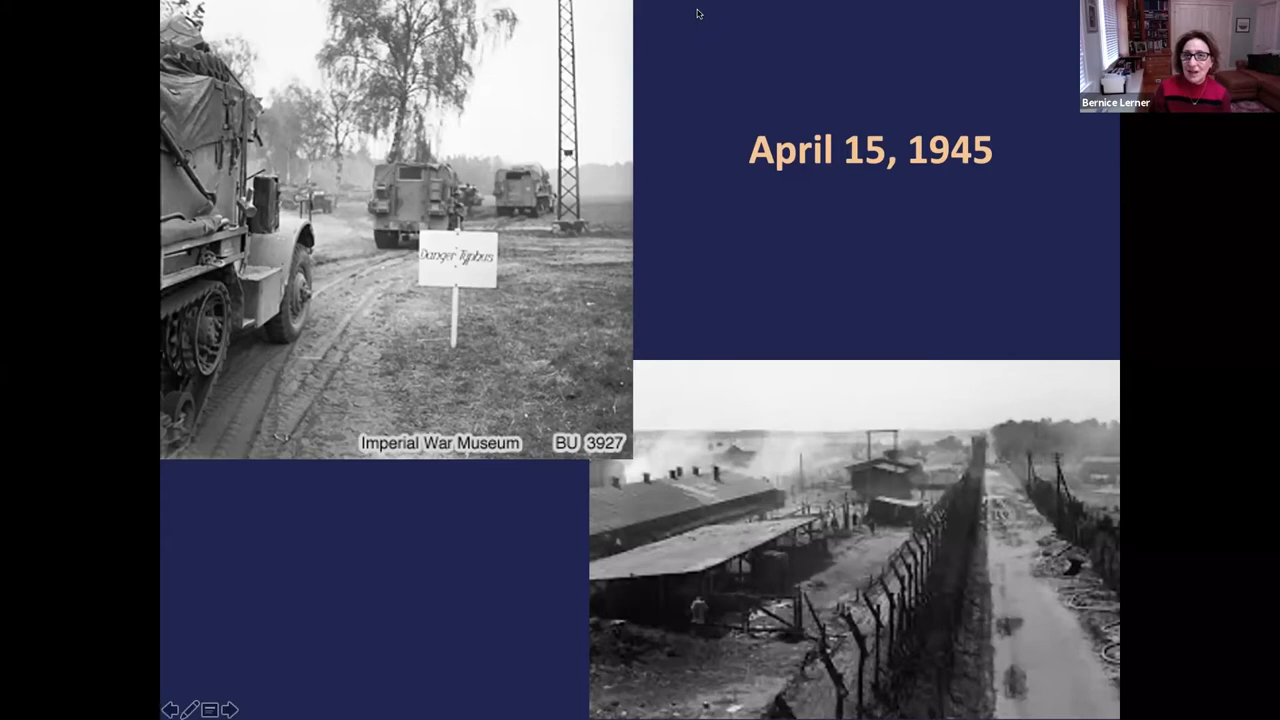 Bernice Lerner
April 15, 1945
Danger Typhus
Imperial War Museum BU 3927